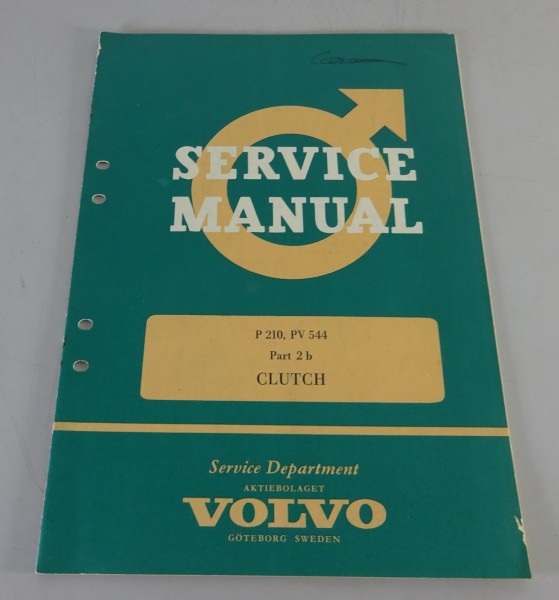 SERVICE
MANUAL
P 210, PV 544
Part 2 b
CLUTCH
Service Department
AKTIEBOLAGET
VOLVO
GÖTEBORG SWEDEN